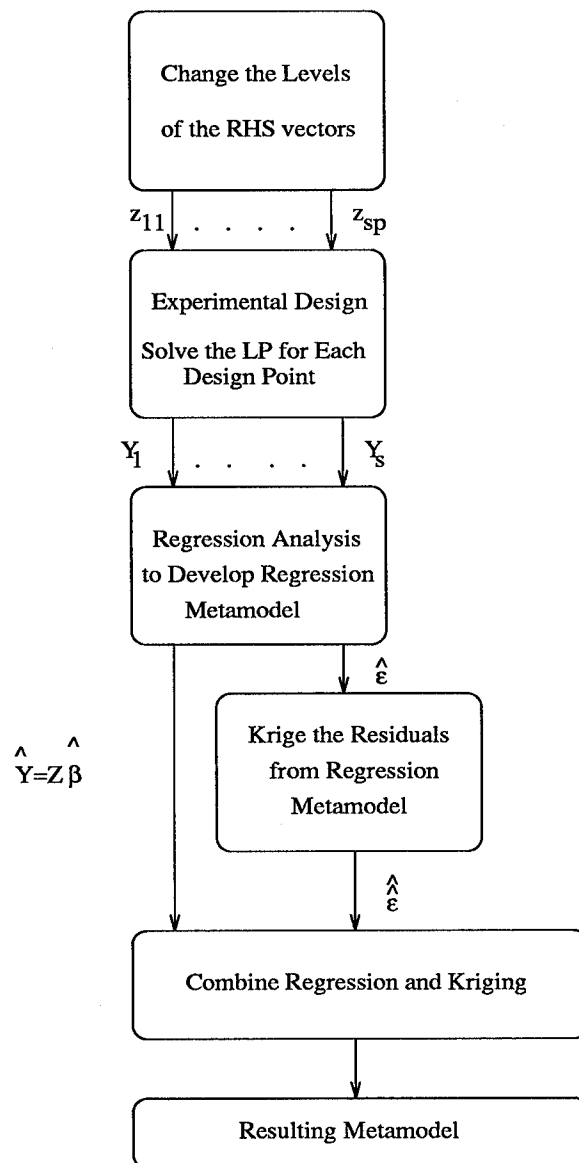 Change the Levels
of the RHS vectors
z11 . . . . zsp
Experimental Design
Solve the LP for Each
Design Point
Y1 . . . . Ys
Regression Analysis
to Develop Regression
Metamodel
ε̂
Krige the Residuals
from Regression
Metamodel
Ŷ=Zβ̂
ε̂̂
Combine Regression and Kriging
Resulting Metamodel